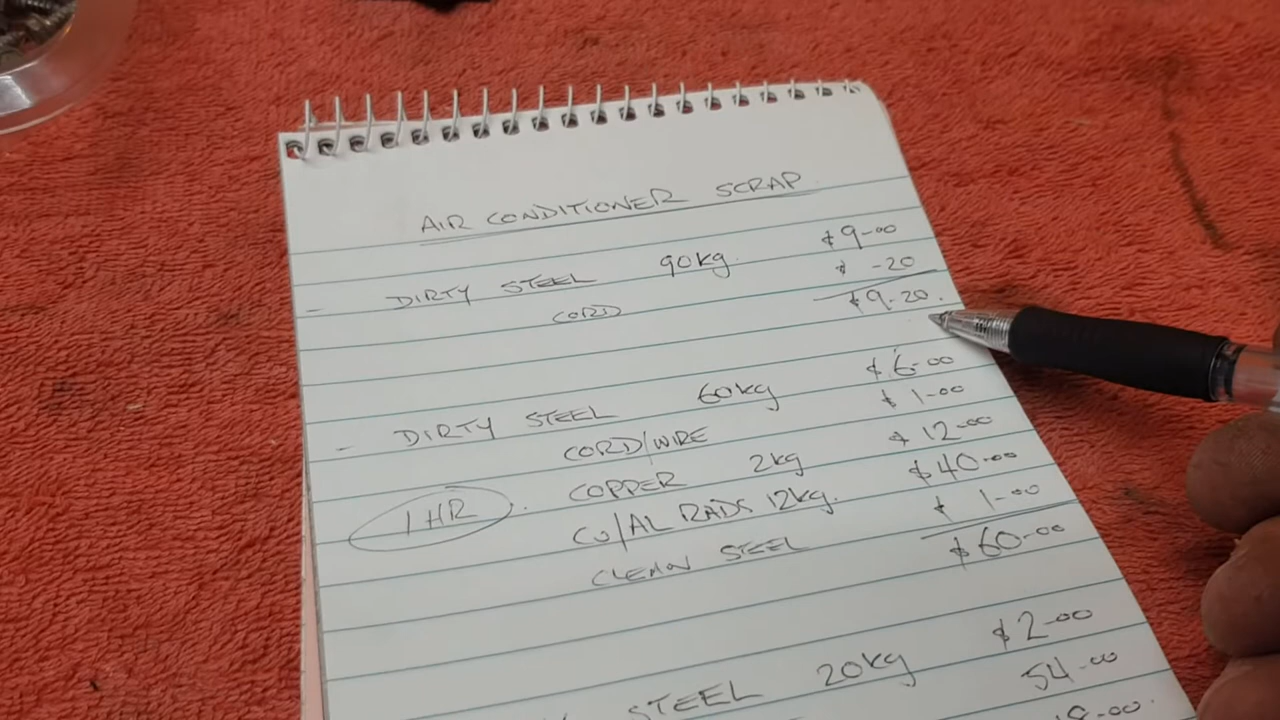 AIR CONDITIONER SCRAP
- DIRTY STEEL 90kg $9-00
CORD $ -20
$9-20.
- DIRTY STEEL 60kg $6-00
CORD/WIRE $1-00
1HR. COPPER 2kg $12-00
CU/AL RADS 12kg. $40-00
CLEAN STEEL $1-00
$60-00
STEEL 20kg $2-00
54-00